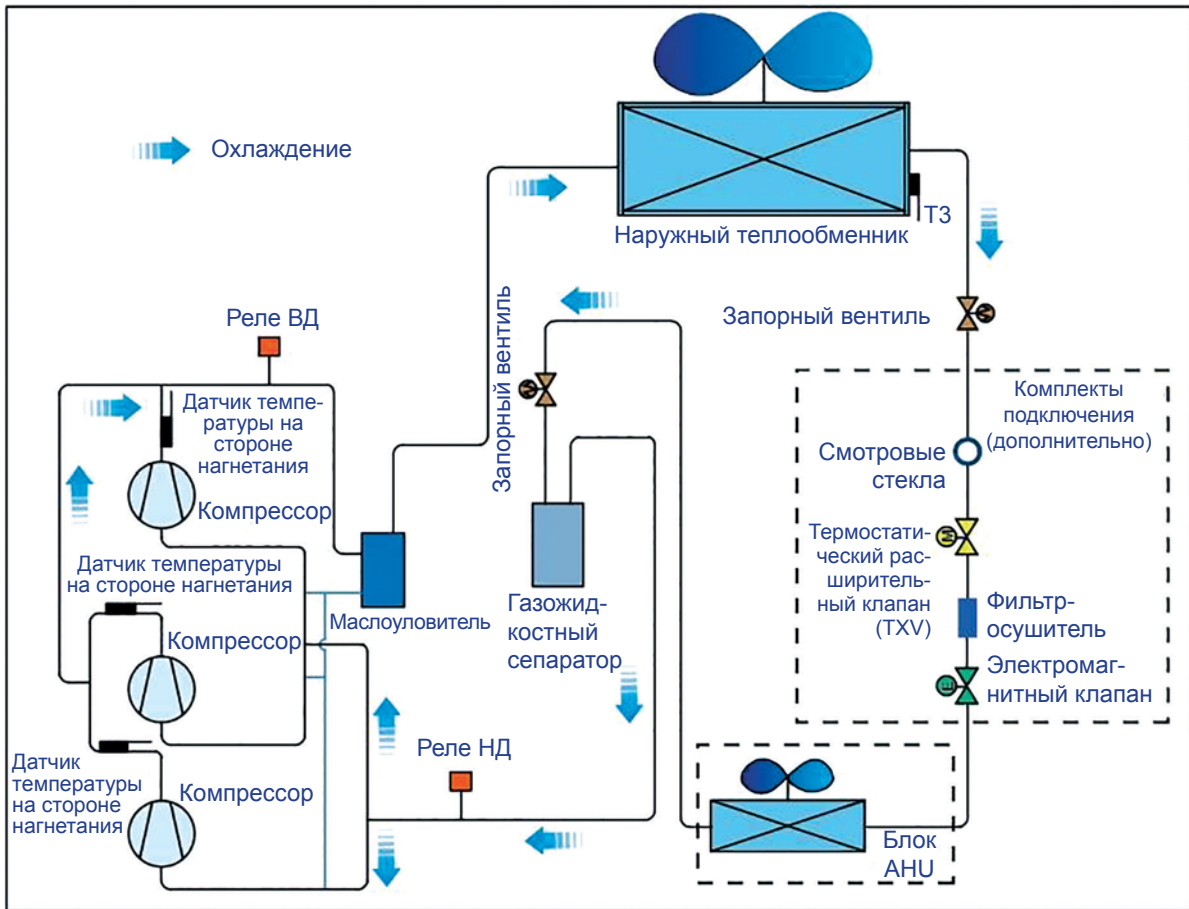 Охлаждение
T3
Наружный теплообменник
Запорный вентиль
Запорный вентиль
Реле ВД
Датчик темпе-
ратуры на
стороне
нагнетания
Компрессор
Комплекты
подключения
(дополнительно)
Смотровые
стекла
Термостати-
ческий рас-
ширитель-
ный клапан
(TXV)
M
Фильтр-
осушитель
Электромаг-
нитный клапан
E
Датчик температуры
на стороне нагнетания
Маслоуловитель
Газожид-
костный
сепаратор
Компрессор
Реле НД
Датчик
температуры
на стороне
нагнетания
Компрессор
Блок
AHU